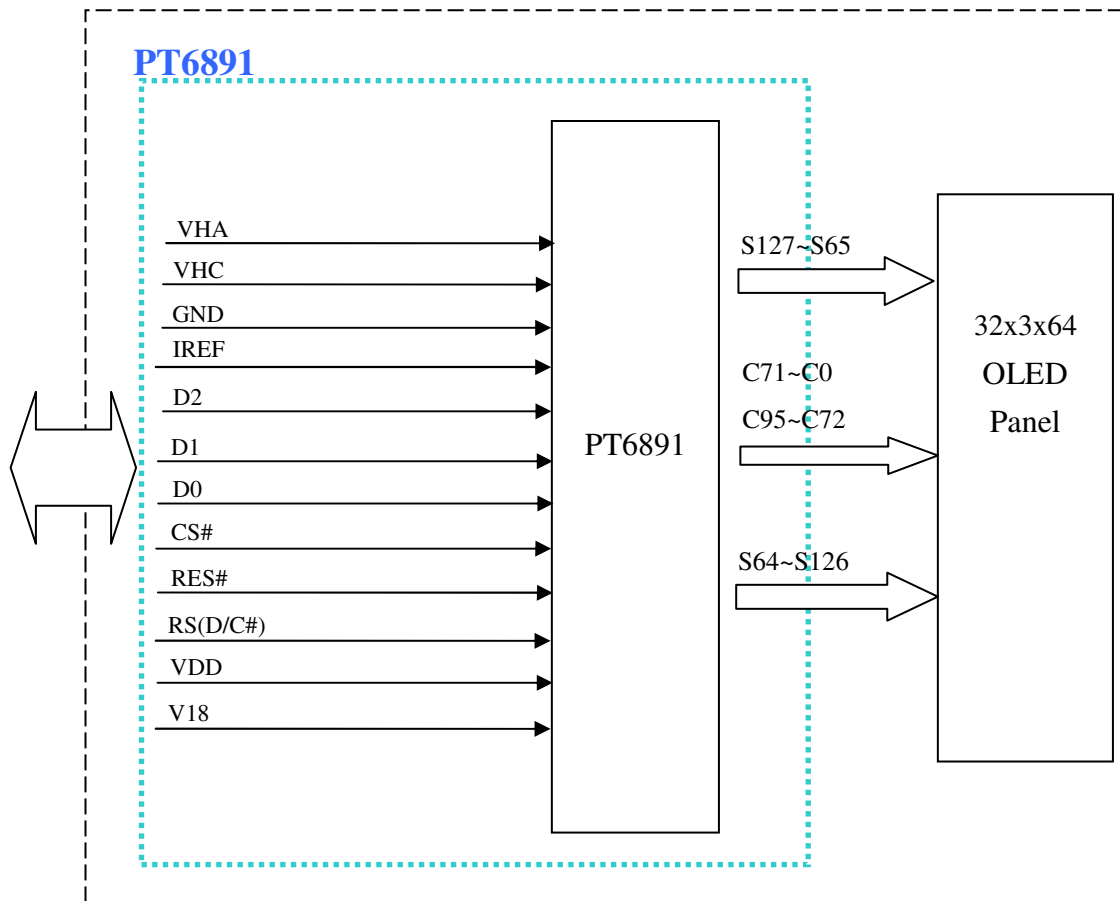 PT6891
VHA
VHC
GND
IREF
D2
D1
D0
CS#
RES#
RS(D/C#)
VDD
V18
PT6891
S127~S65
C71~C0
C95~C72
S64~S126
32x3x64
OLED
Panel